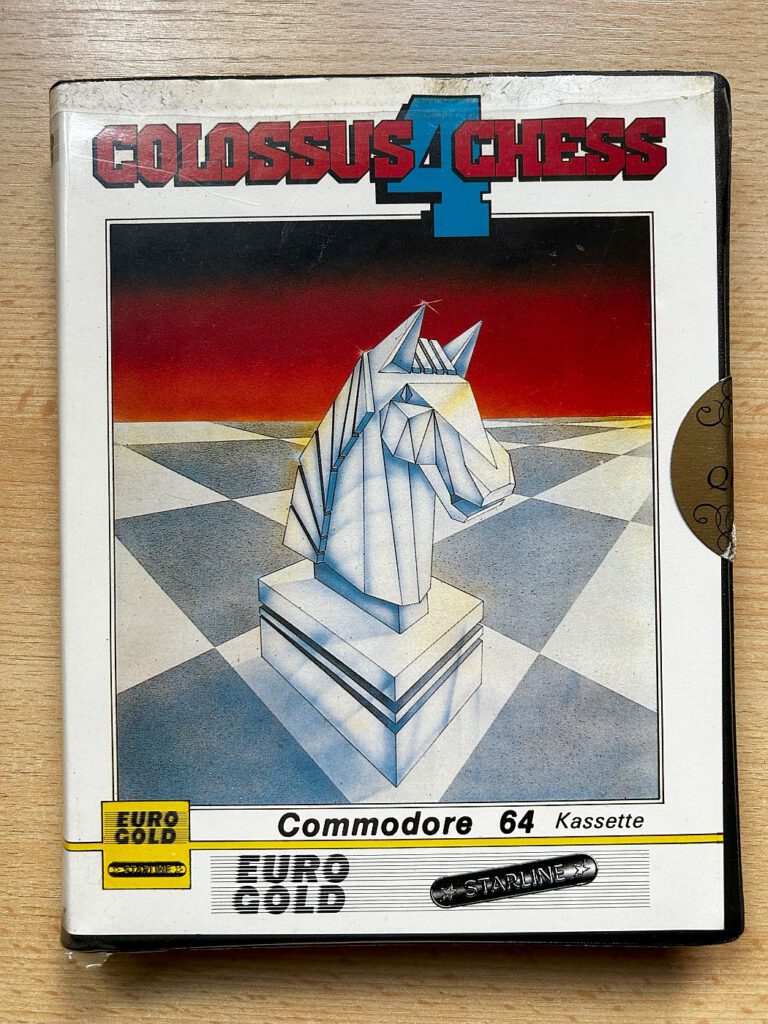 COLOSSUS 4 CHESS
Commodore 64 Kassette
EURO
GOLD
STARLINE
EURO
GOLD
STARLINE